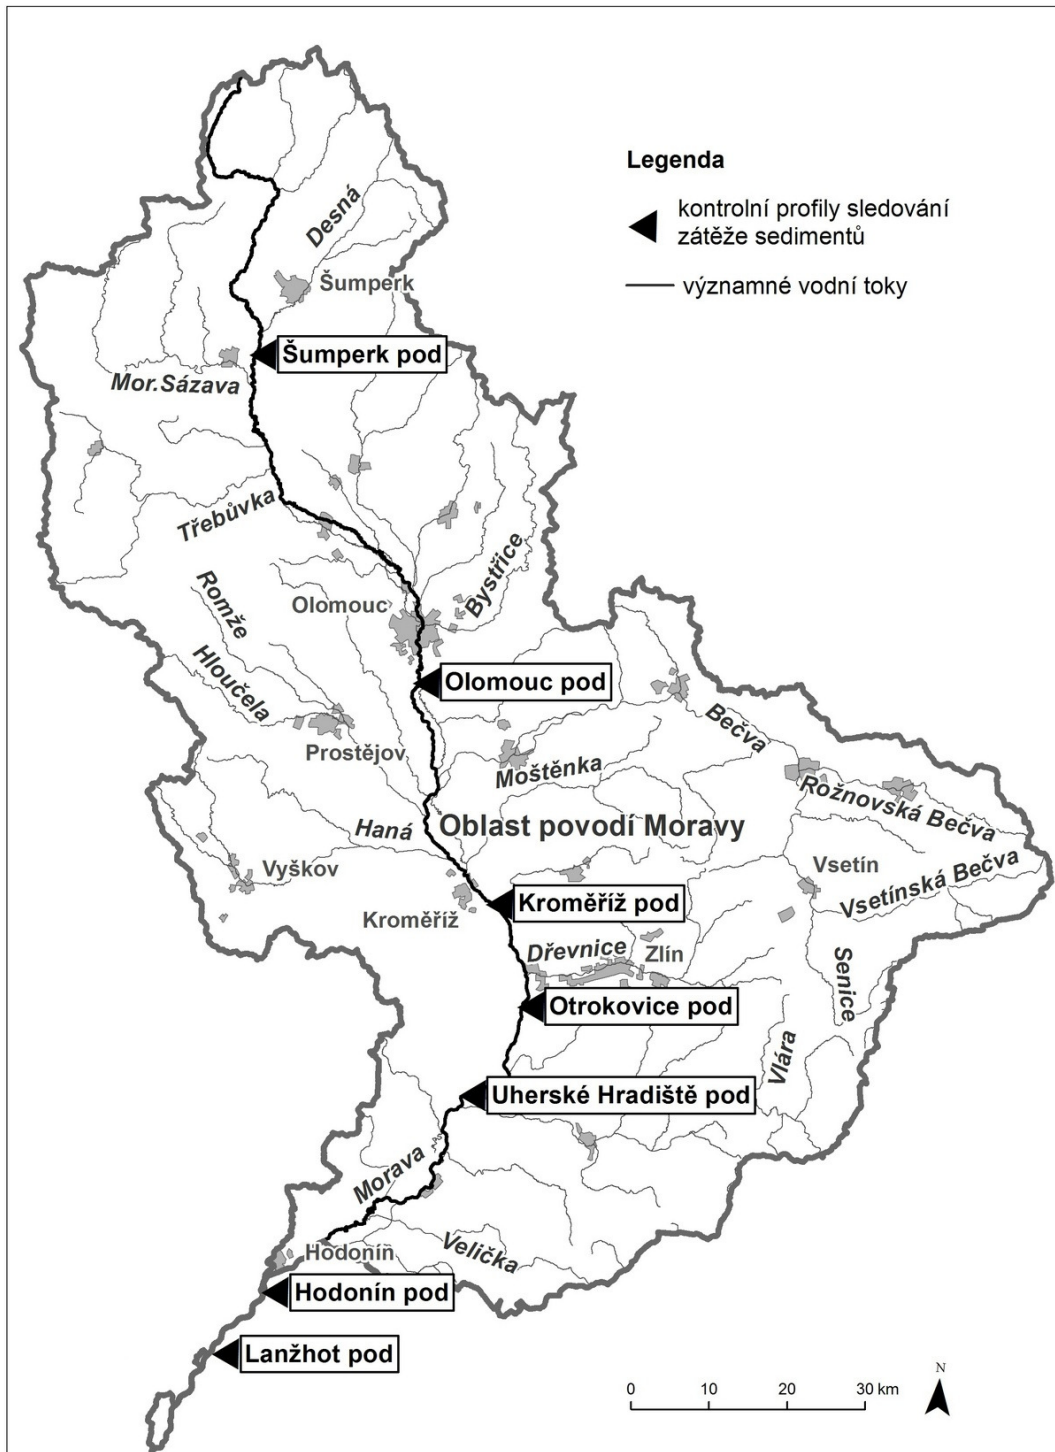 Legenda
kontrolní profily sledování
zátěže sedimentů
významné vodní toky
Desná
Šumperk
Šumperk pod
Mor.Sázava
Třebůvka
Bystřice
Romže
Olomouc
Hloučela
Olomouc pod
Bečva
Prostějov
Moštěnka
Rožnovská Bečva
Haná
Oblast povodí Moravy
Vyškov
Vsetín
Vsetínská Bečva
Kroměříž
Kroměříž pod
Dřevnice
Zlín
Senice
Otrokovice pod
Vlára
Uherské Hradiště pod
Morava
Hodonín
Velička
Hodonín pod
Lanžhot pod
N
0 10 20 30 km